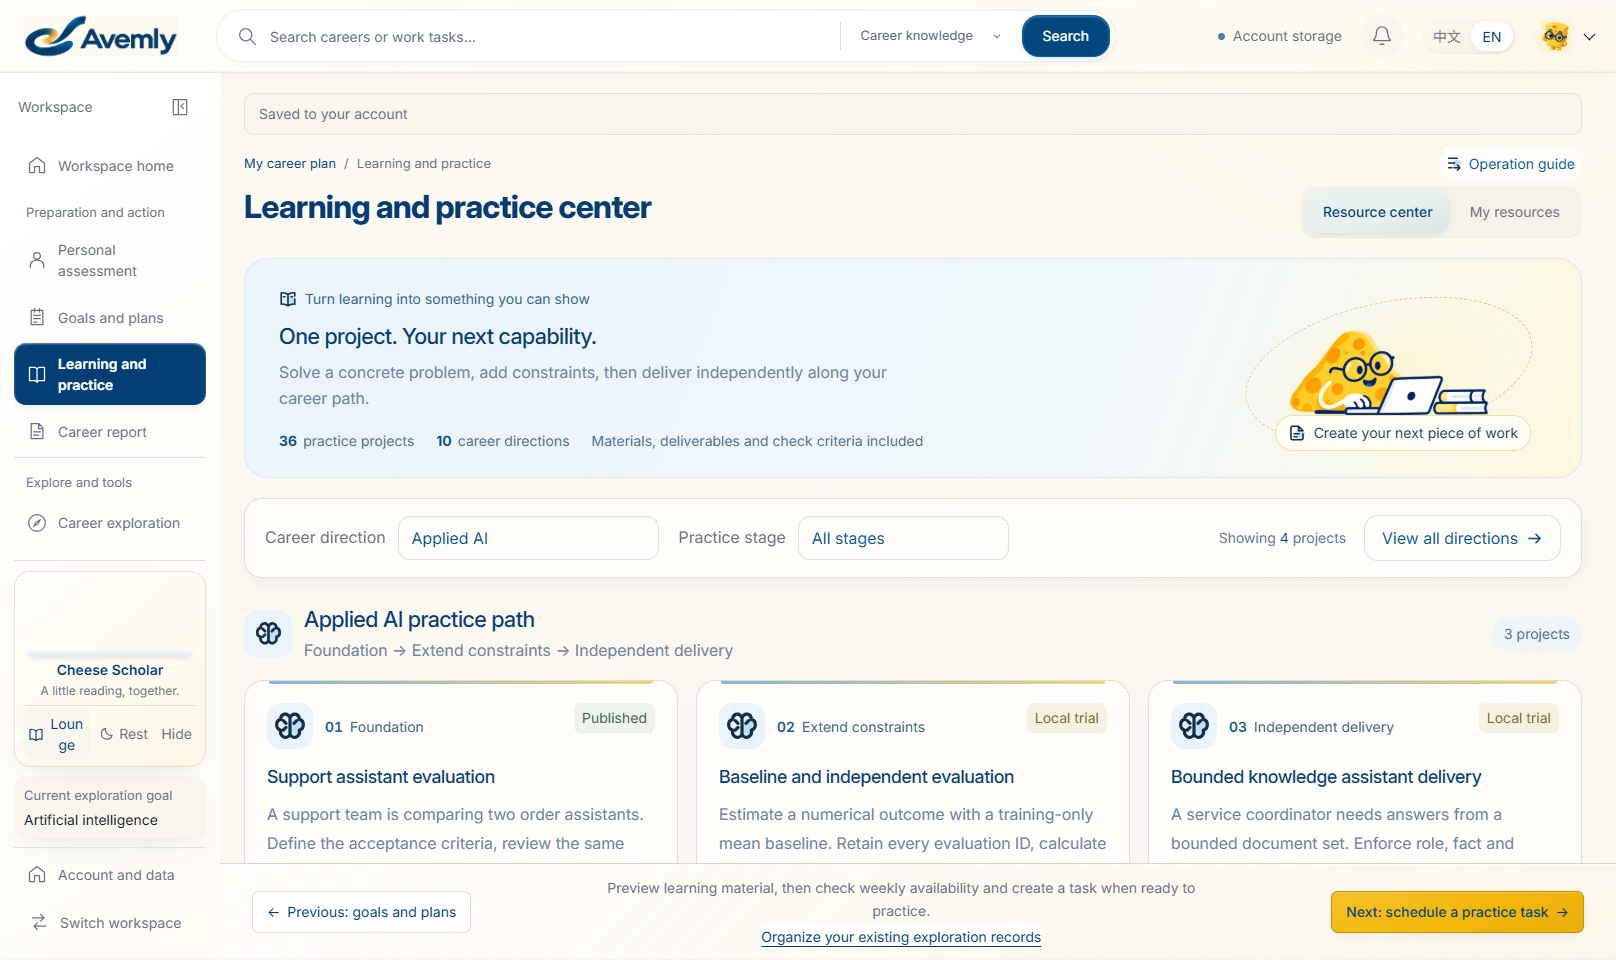 Avemly
Search careers or work tasks...
Career knowledge
Search
Account storage
中文
EN
Workspace
Workspace home
Preparation and action
Personal
assessment
Goals and plans
Learning and
practice
Career report
Explore and tools
Career exploration
Cheese Scholar
A little reading, together.
Loun
ge
Rest
Hide
Current exploration goal
Artificial intelligence
Account and data
Switch workspace
Saved to your account
My career plan / Learning and practice
Operation guide
Learning and practice center
Resource center
My resources
Turn learning into something you can show
One project. Your next capability.
Solve a concrete problem, add constraints, then deliver independently along your
career path.
36 practice projects
10 career directions
Materials, deliverables and check criteria included
Create your next piece of work
Career direction
Applied AI
Practice stage
All stages
Showing 4 projects
View all directions →
Applied AI practice path
Foundation → Extend constraints → Independent delivery
3 projects
01 Foundation
Published
Support assistant evaluation
A support team is comparing two order assistants.
Define the acceptance criteria, review the same
02 Extend constraints
Local trial
Baseline and independent evaluation
Estimate a numerical outcome with a training-only
mean baseline. Retain every evaluation ID, calculate
03 Independent delivery
Local trial
Bounded knowledge assistant delivery
A service coordinator needs answers from a
bounded document set. Enforce role, fact and
← Previous: goals and plans
Preview learning material, then check weekly availability and create a task when ready to
practice.
Organize your existing exploration records
Next: schedule a practice task →